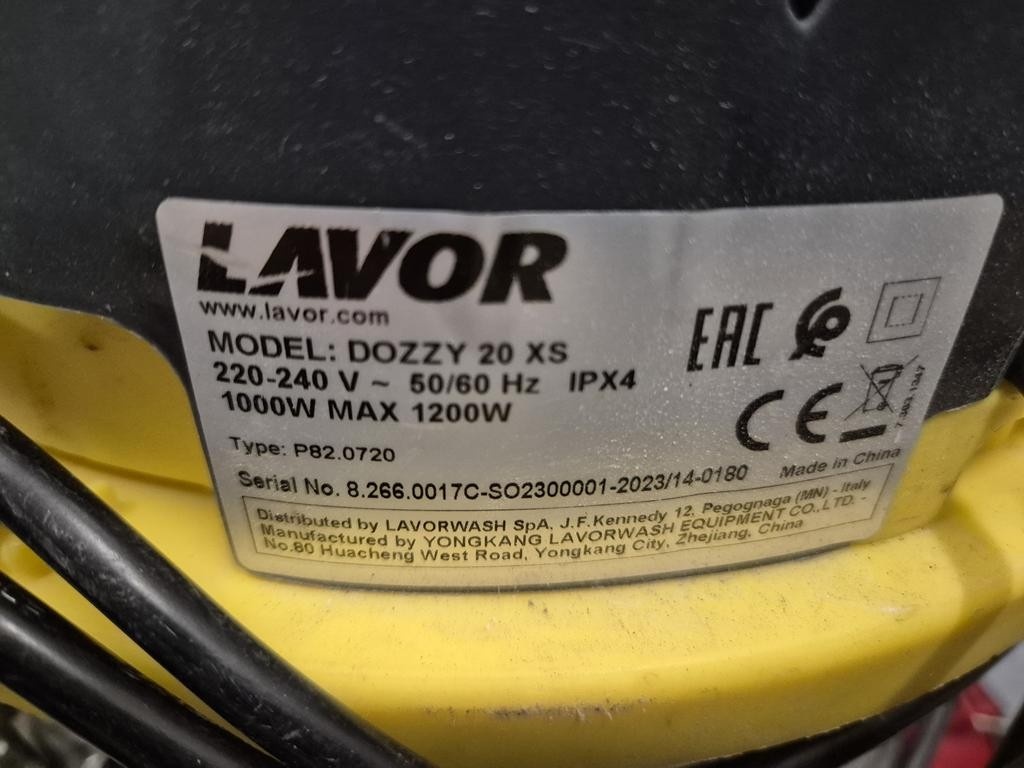 LAVOR
www.lavor.com
MODEL: DOZZY 20 XS
220-240 V ~ 50/60 Hz IPX4
1000W MAX 1200W
EAC
CE
7.303.1347
Type: P82.0720
Serial No. 8.266.0017C-SO2300001-2023/14-0180
Made in China
Distributed by LAVORWASH SpA, J.F.Kennedy 12, Pegognaga (MN) - Italy
Manufactured by YONGKANG LAVORWASH EQUIPMENT CO., LTD. -
No.80 Huacheng West Road, Yongkang City, Zhejiang, China